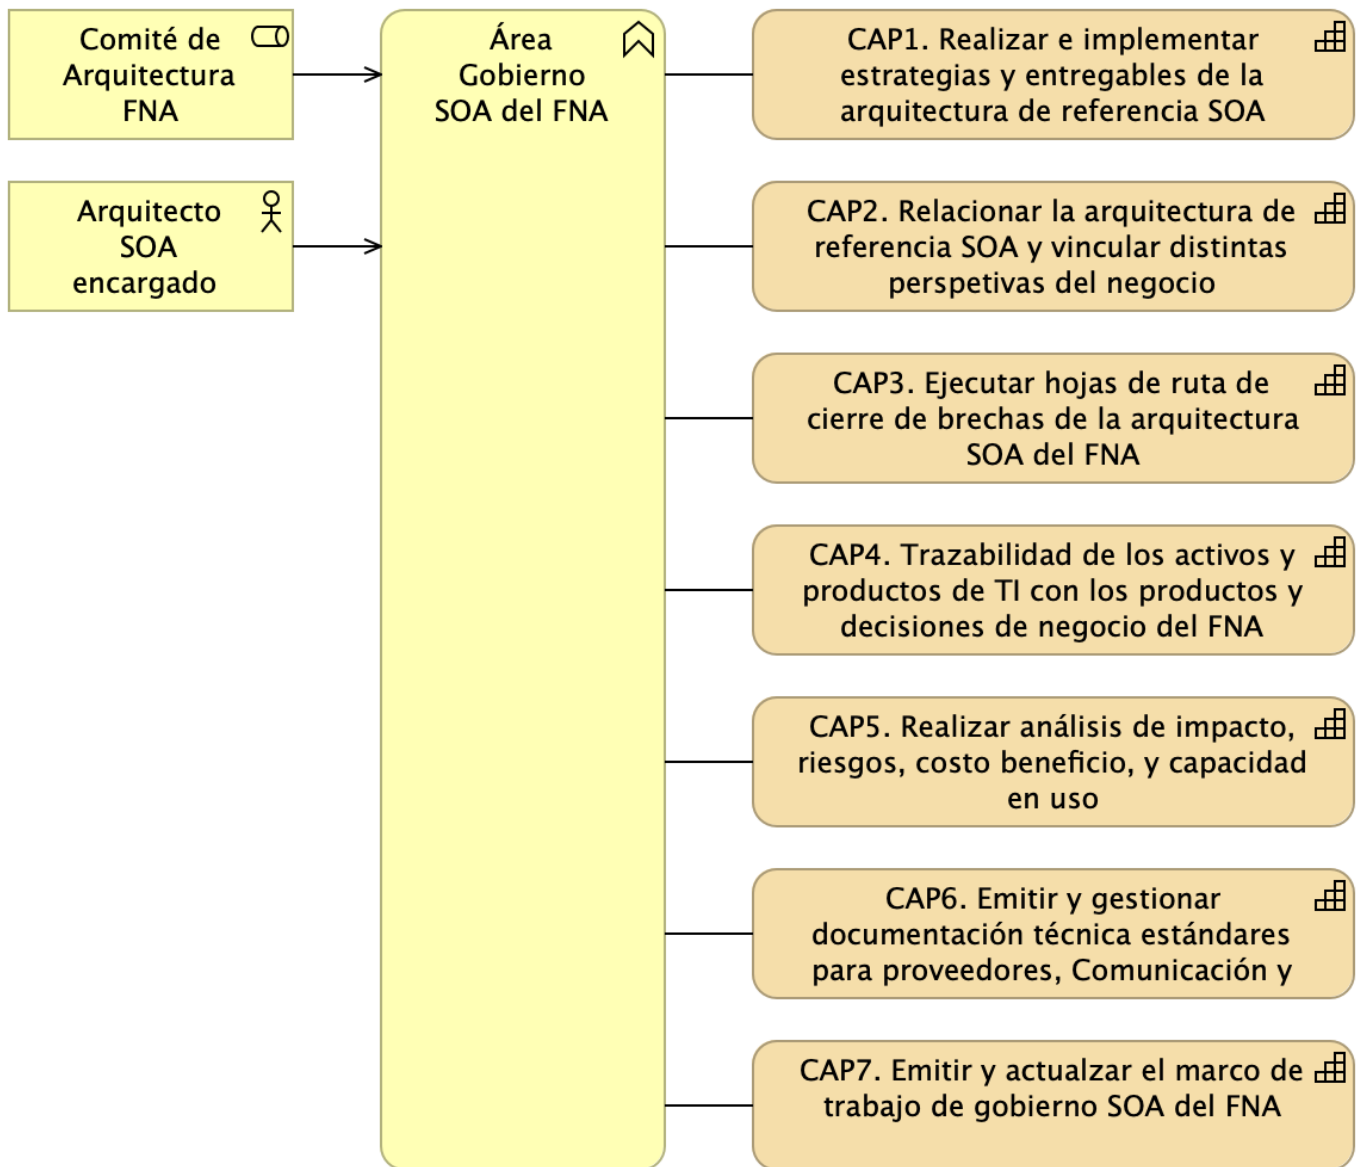 Comité de
Arquitectura
FNA
Arquitecto
SOA
encargado
Área
Gobierno
SOA del FNA
CAP1. Realizar e implementar
estrategias y entregables de la
arquitectura de referencia SOA
CAP2. Relacionar la arquitectura de
referencia SOA y vincular distintas
perspetivas del negocio
CAP3. Ejecutar hojas de ruta de
cierre de brechas de la arquitectura
SOA del FNA
CAP4. Trazabilidad de los activos y
productos de TI con los productos y
decisiones de negocio del FNA
CAP5. Realizar análisis de impacto,
riesgos, costo beneficio, y capacidad
en uso
CAP6. Emitir y gestionar
documentación técnica estándares
para proveedores, Comunicación y
CAP7. Emitir y actualzar el marco de
trabajo de gobierno SOA del FNA